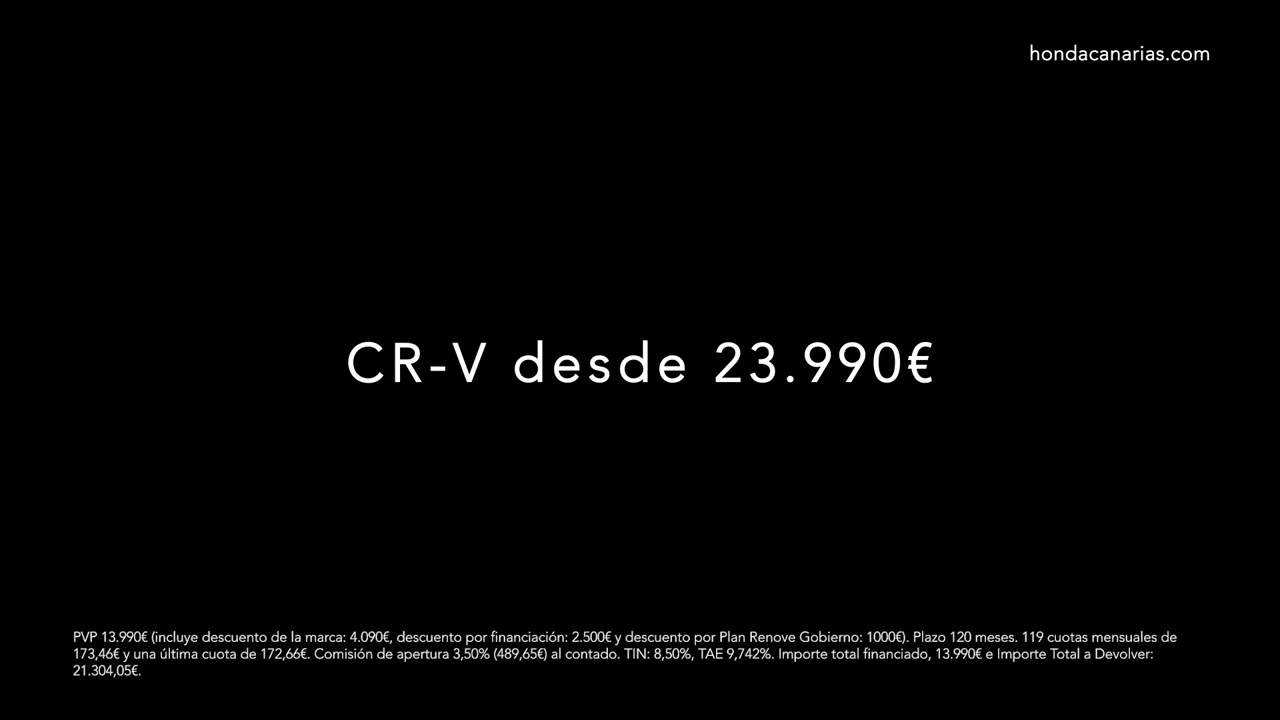 hondacanarias.com
CR-V desde 23.990€
PVP 13.990€ (incluye descuento de la marca: 4.090€, descuento por financiación: 2.500€ y descuento por Plan Renove Gobierno: 1000€). Plazo 120 meses. 119 cuotas mensuales de
173,46€ y una última cuota de 172,66€. Comisión de apertura 3,50% (489,65€) al contado. TIN: 8,50%, TAE 9,742%. Importe total financiado, 13.990€ e Importe Total a Devolver:
21.304,05€.